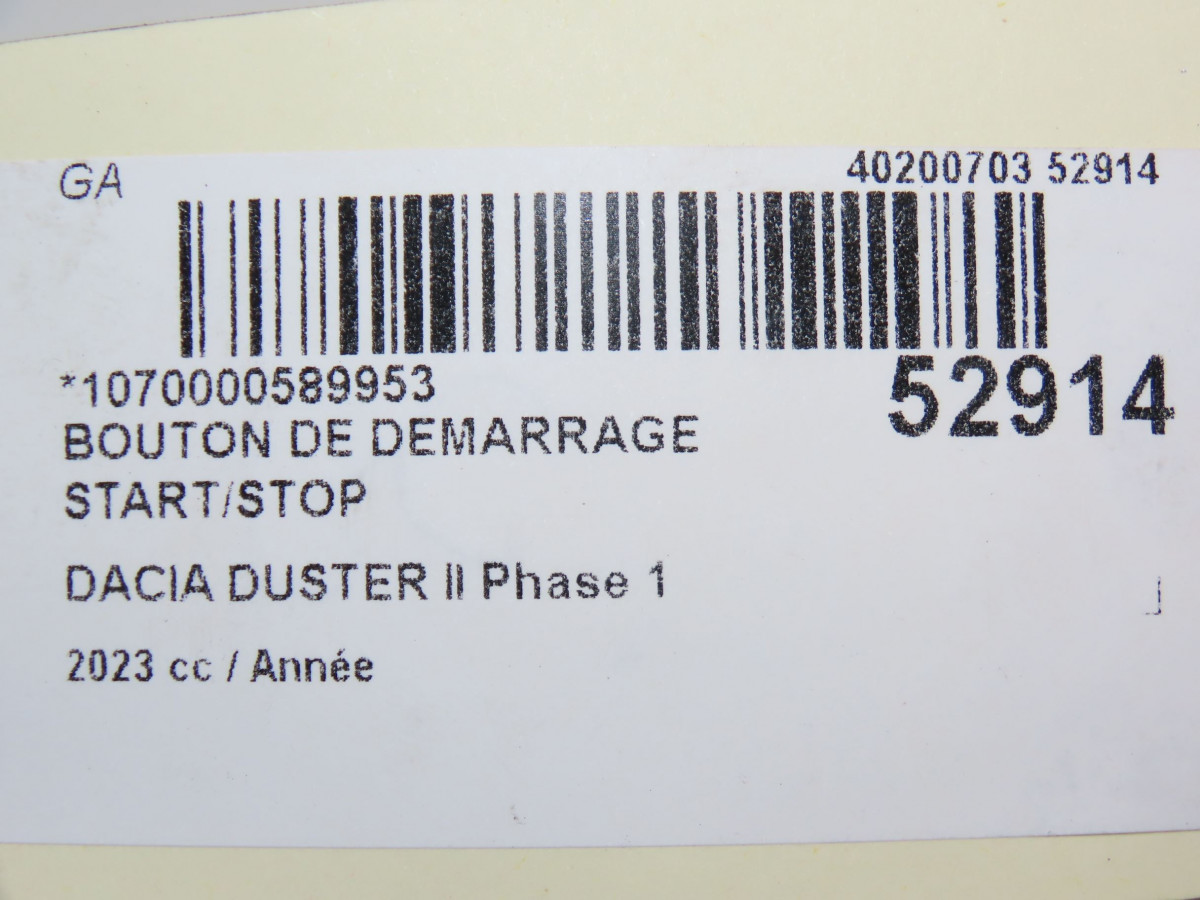 GA
40200703 52914
*1070000589953
52914
BOUTON DE DEMARRAGE
START/STOP
DACIA DUSTER II Phase 1
2023 cc / Année